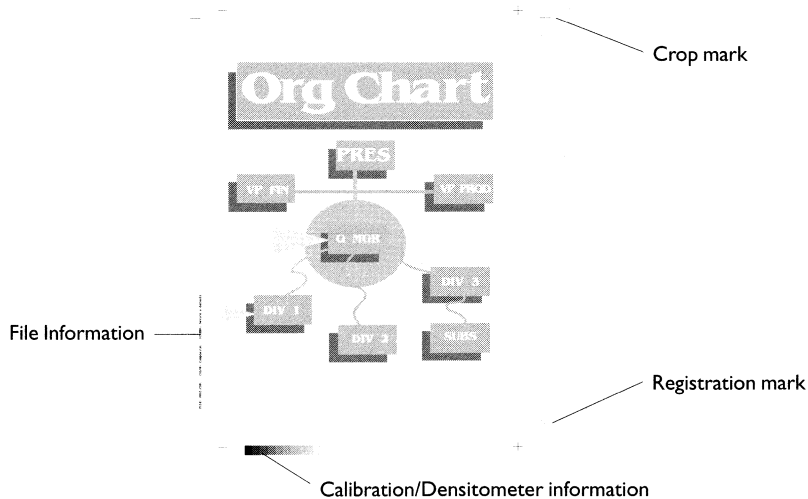 Crop mark
Org Chart
PRES
VP FIN
VP PROD
G. MGR
DIV 3
DIV 1
File Information
DIV 2
SUBS
Registration mark
Calibration/Densitometer information